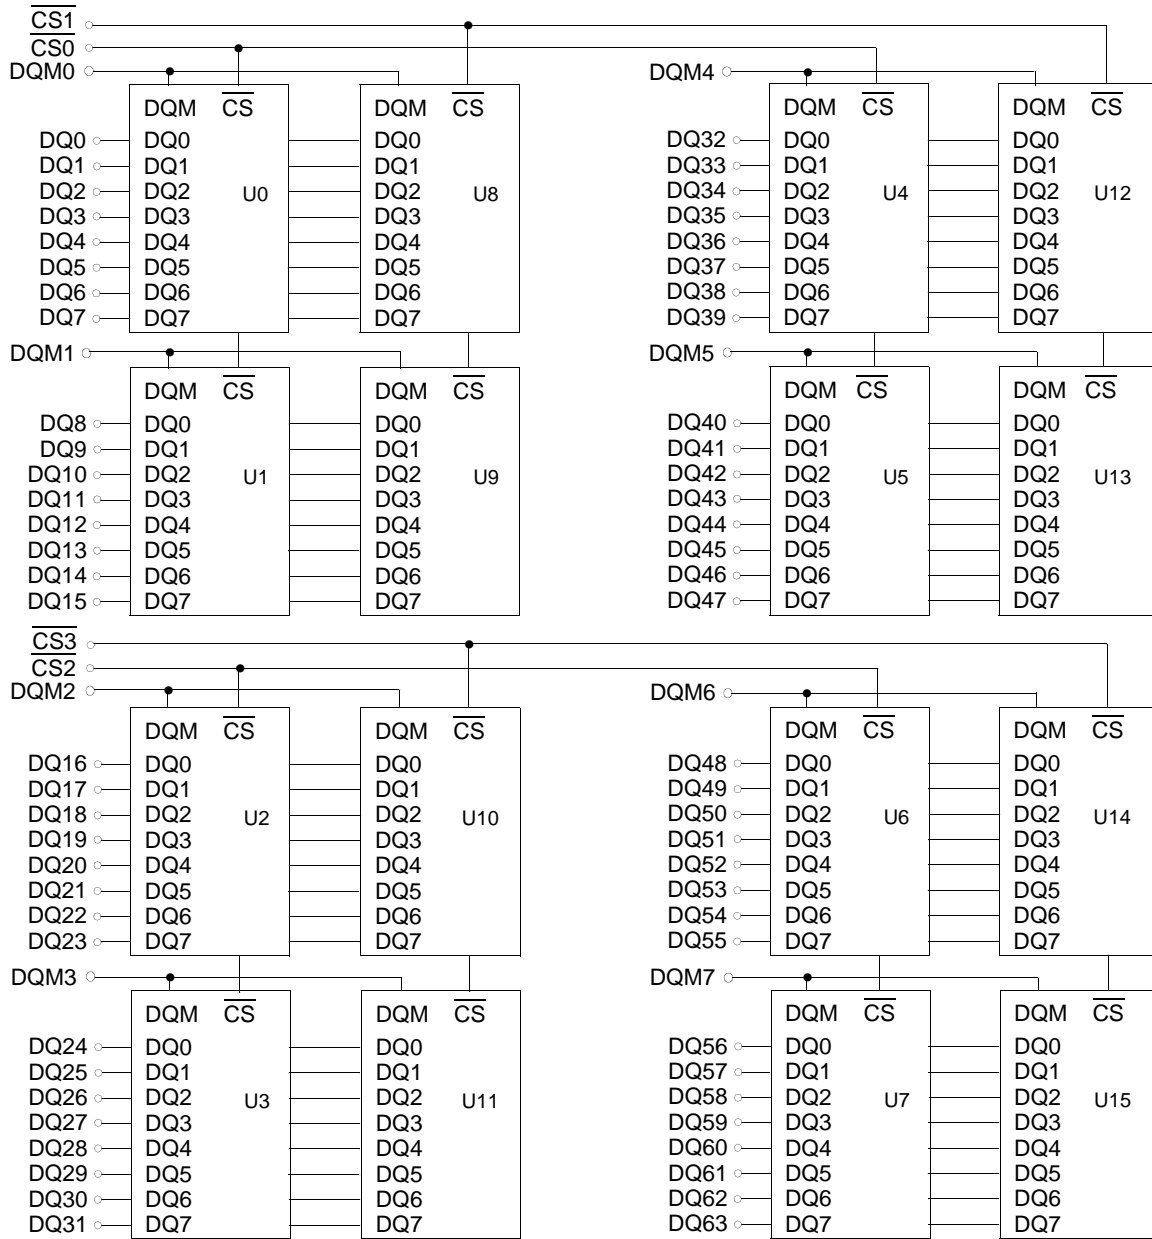 CS1
CS0
DQM0
DQM CS
DQ0 DQ0
DQ1 DQ1
DQ2 DQ2 U0
DQ3 DQ3
DQ4 DQ4
DQ5 DQ5
DQ6 DQ6
DQ7 DQ7
DQM CS
DQ0
DQ1
DQ2 U8
DQ3
DQ4
DQ5
DQ6
DQ7
DQM1
DQM CS
DQ8 DQ0
DQ9 DQ1
DQ10 DQ2 U1
DQ11 DQ3
DQ12 DQ4
DQ13 DQ5
DQ14 DQ6
DQ15 DQ7
DQM CS
DQ0
DQ1
DQ2 U9
DQ3
DQ4
DQ5
DQ6
DQ7
DQM4
DQM CS
DQ32 DQ0
DQ33 DQ1
DQ34 DQ2 U4
DQ35 DQ3
DQ36 DQ4
DQ37 DQ5
DQ38 DQ6
DQ39 DQ7
DQM CS
DQ0
DQ1
DQ2 U12
DQ3
DQ4
DQ5
DQ6
DQ7
DQM5
DQM CS
DQ40 DQ0
DQ41 DQ1
DQ42 DQ2 U5
DQ43 DQ3
DQ44 DQ4
DQ45 DQ5
DQ46 DQ6
DQ47 DQ7
DQM CS
DQ0
DQ1
DQ2 U13
DQ3
DQ4
DQ5
DQ6
DQ7
CS3
CS2
DQM2
DQM CS
DQ16 DQ0
DQ17 DQ1
DQ18 DQ2 U2
DQ19 DQ3
DQ20 DQ4
DQ21 DQ5
DQ22 DQ6
DQ23 DQ7
DQM CS
DQ0
DQ1
DQ2 U10
DQ3
DQ4
DQ5
DQ6
DQ7
DQM3
DQM CS
DQ24 DQ0
DQ25 DQ1
DQ26 DQ2 U3
DQ27 DQ3
DQ28 DQ4
DQ29 DQ5
DQ30 DQ6
DQ31 DQ7
DQM CS
DQ0
DQ1
DQ2 U11
DQ3
DQ4
DQ5
DQ6
DQ7
DQM6
DQM CS
DQ48 DQ0
DQ49 DQ1
DQ50 DQ2 U6
DQ51 DQ3
DQ52 DQ4
DQ53 DQ5
DQ54 DQ6
DQ55 DQ7
DQM CS
DQ0
DQ1
DQ2 U14
DQ3
DQ4
DQ5
DQ6
DQ7
DQM7
DQM CS
DQ56 DQ0
DQ57 DQ1
DQ58 DQ2 U7
DQ59 DQ3
DQ60 DQ4
DQ61 DQ5
DQ62 DQ6
DQ63 DQ7
DQM CS
DQ0
DQ1
DQ2 U15
DQ3
DQ4
DQ5
DQ6
DQ7